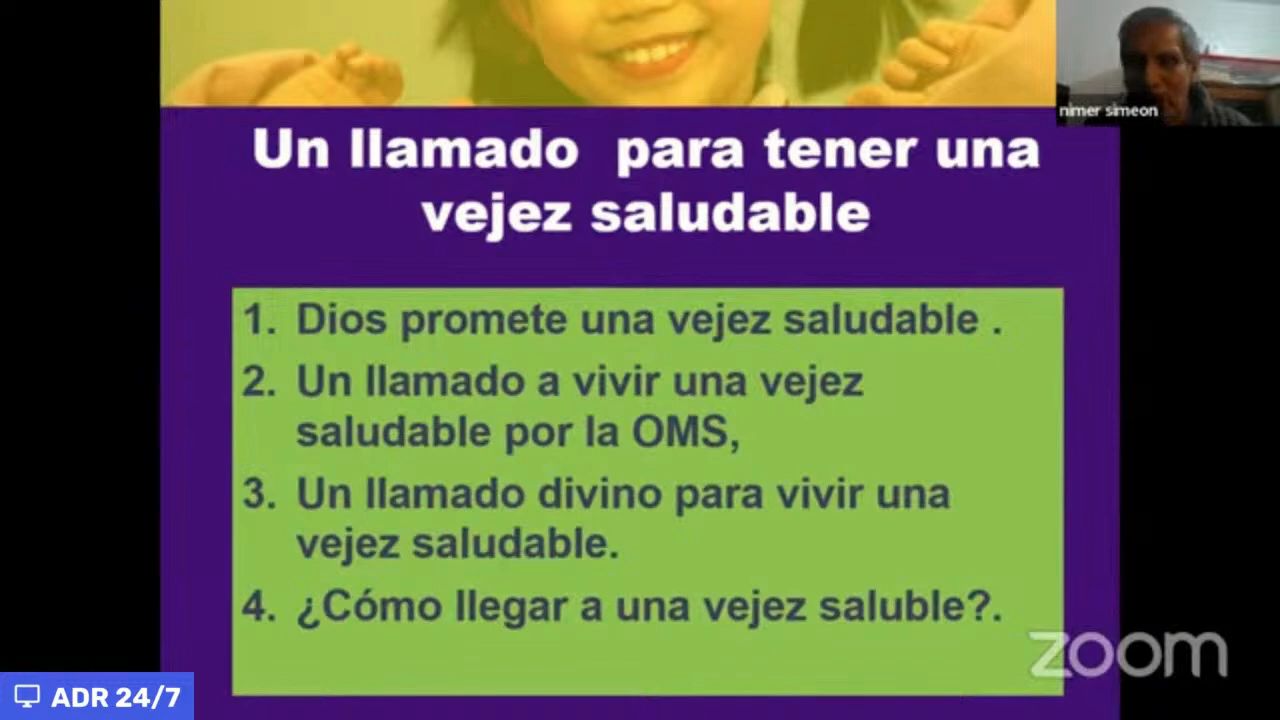 nimer simeon
Un llamado para tener una
vejez saludable
1. Dios promete una vejez saludable .
2. Un llamado a vivir una vejez
saludable por la OMS,
3. Un llamado divino para vivir una
vejez saludable.
4. ¿Cómo llegar a una vejez saluble?.
zoom
ADR 24/7